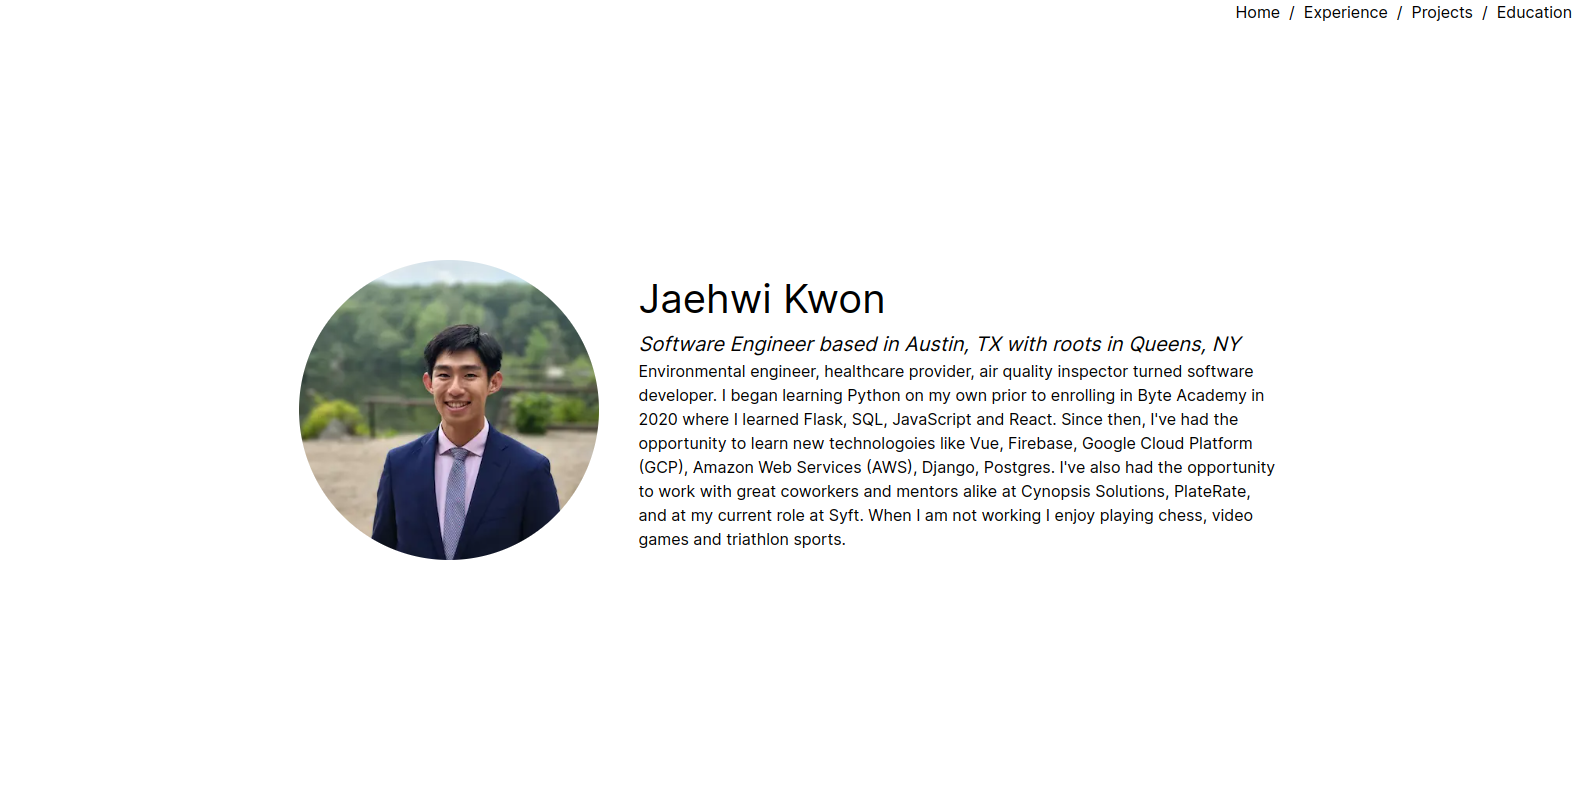 Home / Experience / Projects / Education
Jaehwi Kwon
Software Engineer based in Austin, TX with roots in Queens, NY
Environmental engineer, healthcare provider, air quality inspector turned software
developer. I began learning Python on my own prior to enrolling in Byte Academy in
2020 where I learned Flask, SQL, JavaScript and React. Since then, I've had the
opportunity to learn new technologoies like Vue, Firebase, Google Cloud Platform
(GCP), Amazon Web Services (AWS), Django, Postgres. I've also had the opportunity
to work with great coworkers and mentors alike at Cynopsis Solutions, PlateRate,
and at my current role at Syft. When I am not working I enjoy playing chess, video
games and triathlon sports.